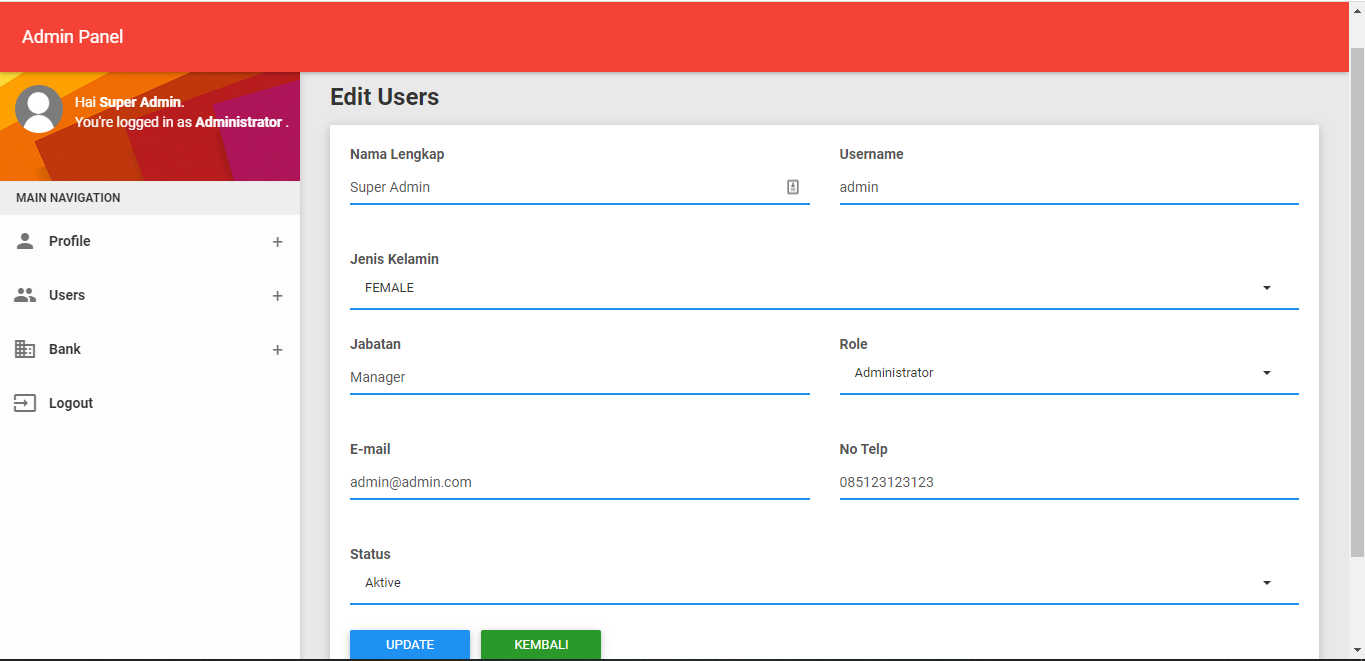 Admin Panel
Hai Super Admin.
You're logged in as Administrator .
MAIN NAVIGATION
Profile
Users
Bank
Logout
Edit Users
Nama Lengkap
Super Admin
Username
admin
Jenis Kelamin
FEMALE
Jabatan
Manager
Role
Administrator
E-mail
admin@admin.com
No Telp
085123123123
Status
Aktive
UPDATE
KEMBALI